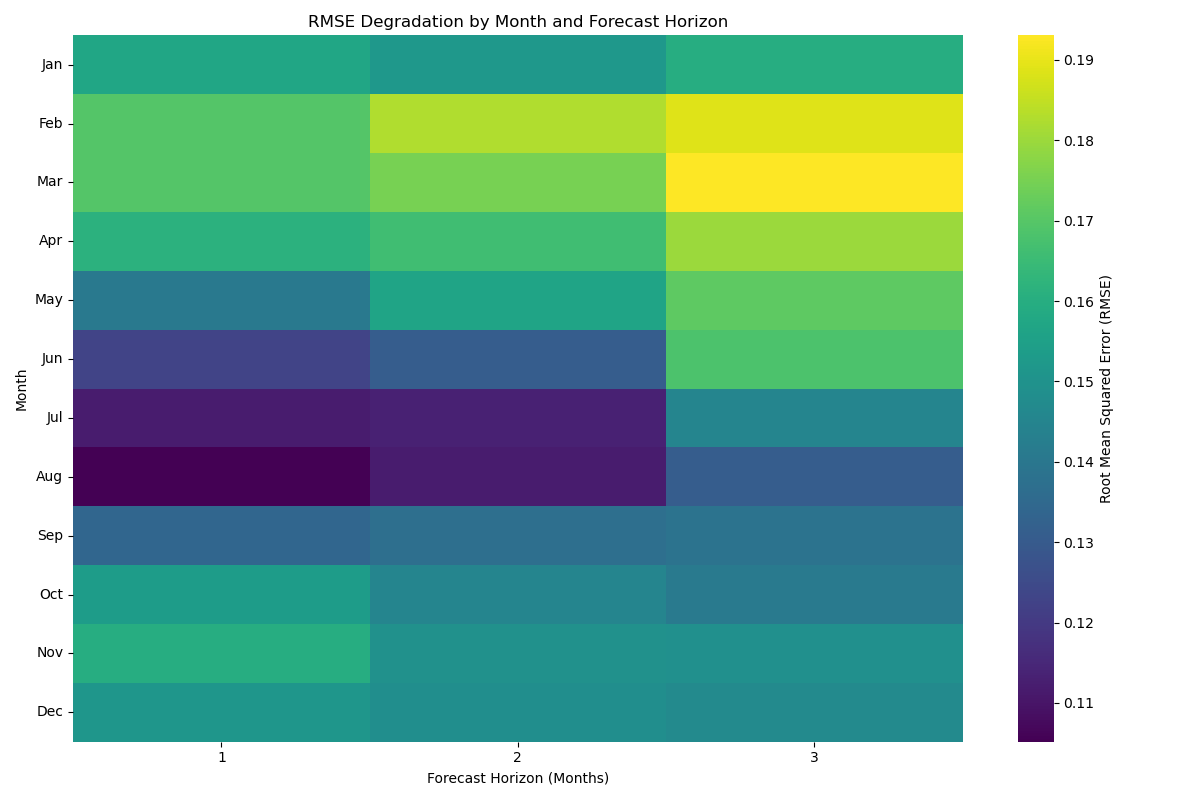 RMSE Degradation by Month and Forecast Horizon
Jan
Feb
Mar
Apr
May
Jun
Jul
Aug
Sep
Oct
Nov
Dec
Month
1
2
3
Forecast Horizon (Months)
0.19
0.18
0.17
0.16
0.15
0.14
0.13
0.12
0.11
Root Mean Squared Error (RMSE)